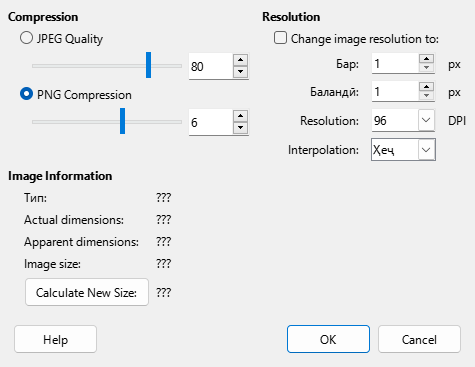 Compression
JPEG Quality
80
PNG Compression
6
Image Information
Тип: ???
Actual dimensions: ???
Apparent dimensions: ???
Image size: ???
Calculate New Size: ???
Resolution
Change image resolution to:
Бар: 1 px
Баландӣ: 1 px
Resolution: 96 DPI
Interpolation: Ҳеҷ
Help
OK
Cancel